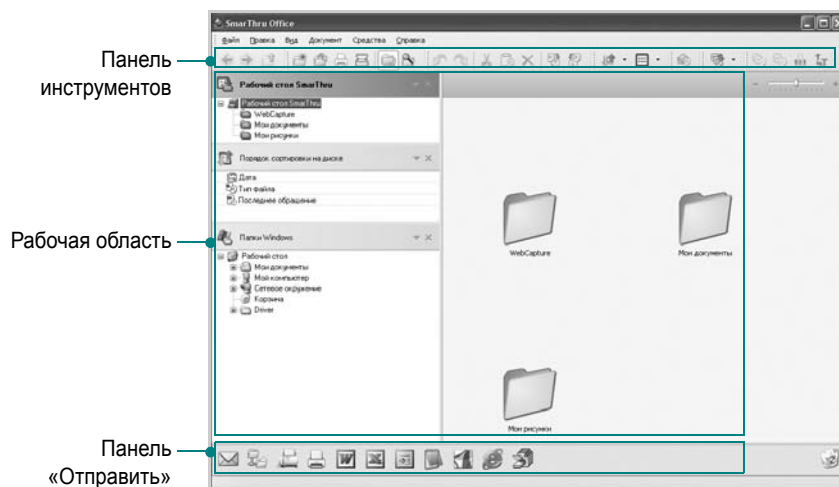 SmarThru Office
Файл Правка Вид Документ Средства Справка
Панель
инструментов
Рабочий стол SmarThru
Рабочий стол SmarThru
WebCapture
Мои документы
Мои рисунки
Порядок сортировки на диске
Дата
Тип файла
Последнее обращение
Рабочая область
Папки Windows
Рабочий стол
Мои документы
Мой компьютер
Сетевое окружение
Корзина
Driver
WebCapture
Мои документы
Мои рисунки
Панель
«Отправить»